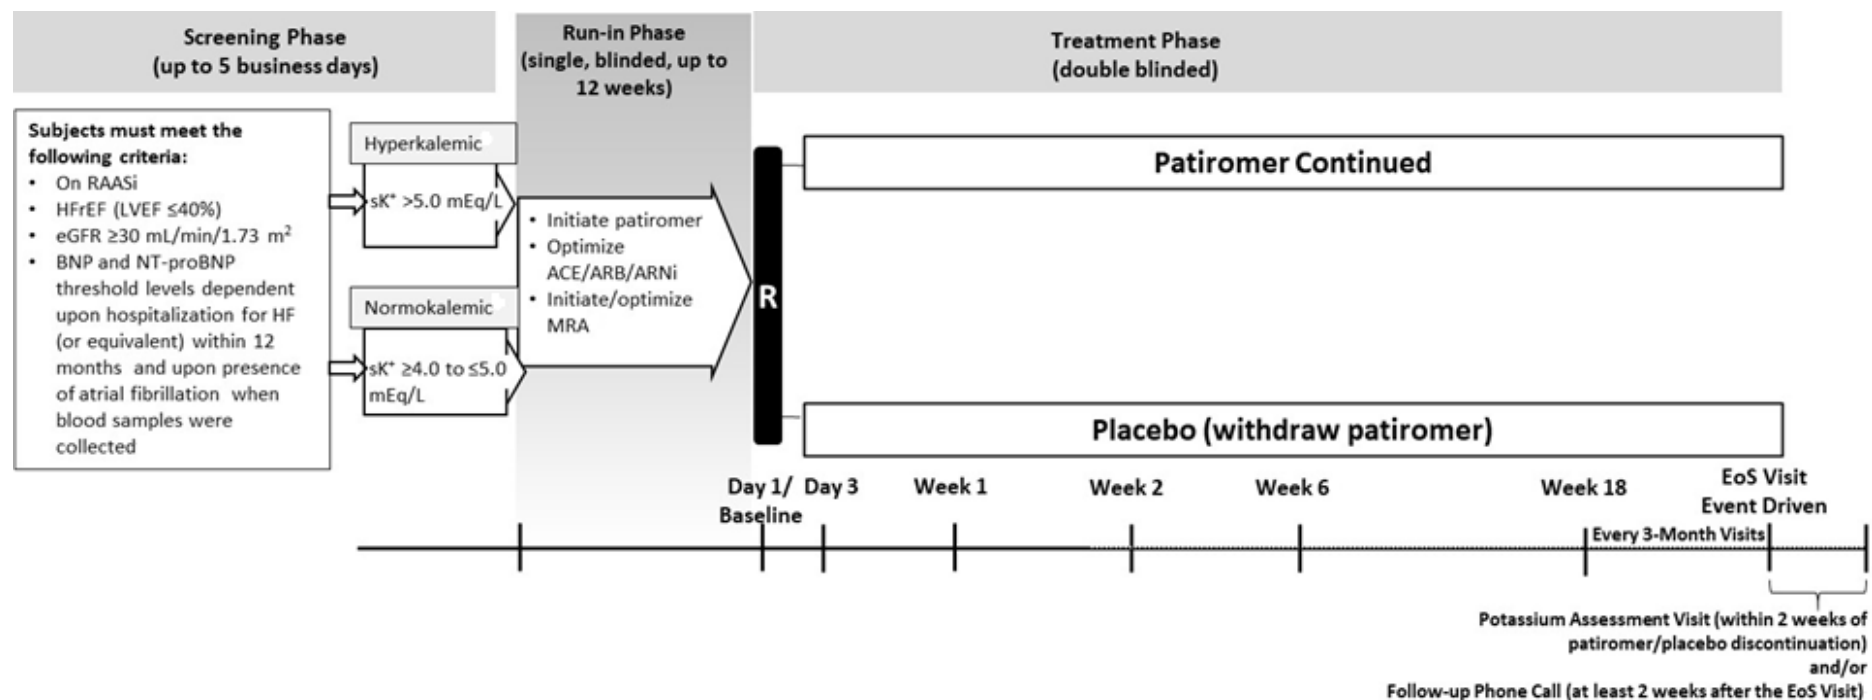 Screening Phase
(up to 5 business days)
Run-in Phase
(single, blinded, up to
12 weeks)
Treatment Phase
(double blinded)
Subjects must meet the
following criteria:
• On RAASi
• HFrEF (LVEF ≤40%)
• eGFR ≥30 mL/min/1.73 m²
• BNP and NT-proBNP
threshold levels dependent
upon hospitalization for HF
(or equivalent) within 12
months and upon presence
of atrial fibrillation when
blood samples were
collected
Hyperkalemic
sK⁺ >5.0 mEq/L
Normokalemic
sK⁺ ≥4.0 to ≤5.0
mEq/L
• Initiate patiromer
• Optimize
ACE/ARB/ARNi
• Initiate/optimize
MRA
R
Patiromer Continued
Placebo (withdraw patiromer)
Day 1/
Baseline
Day 3
Week 1
Week 2
Week 6
Week 18
EoS Visit
Event Driven
Every 3-Month Visits
Potassium Assessment Visit (within 2 weeks of
patiromer/placebo discontinuation)
and/or
Follow-up Phone Call (at least 2 weeks after the EoS Visit)